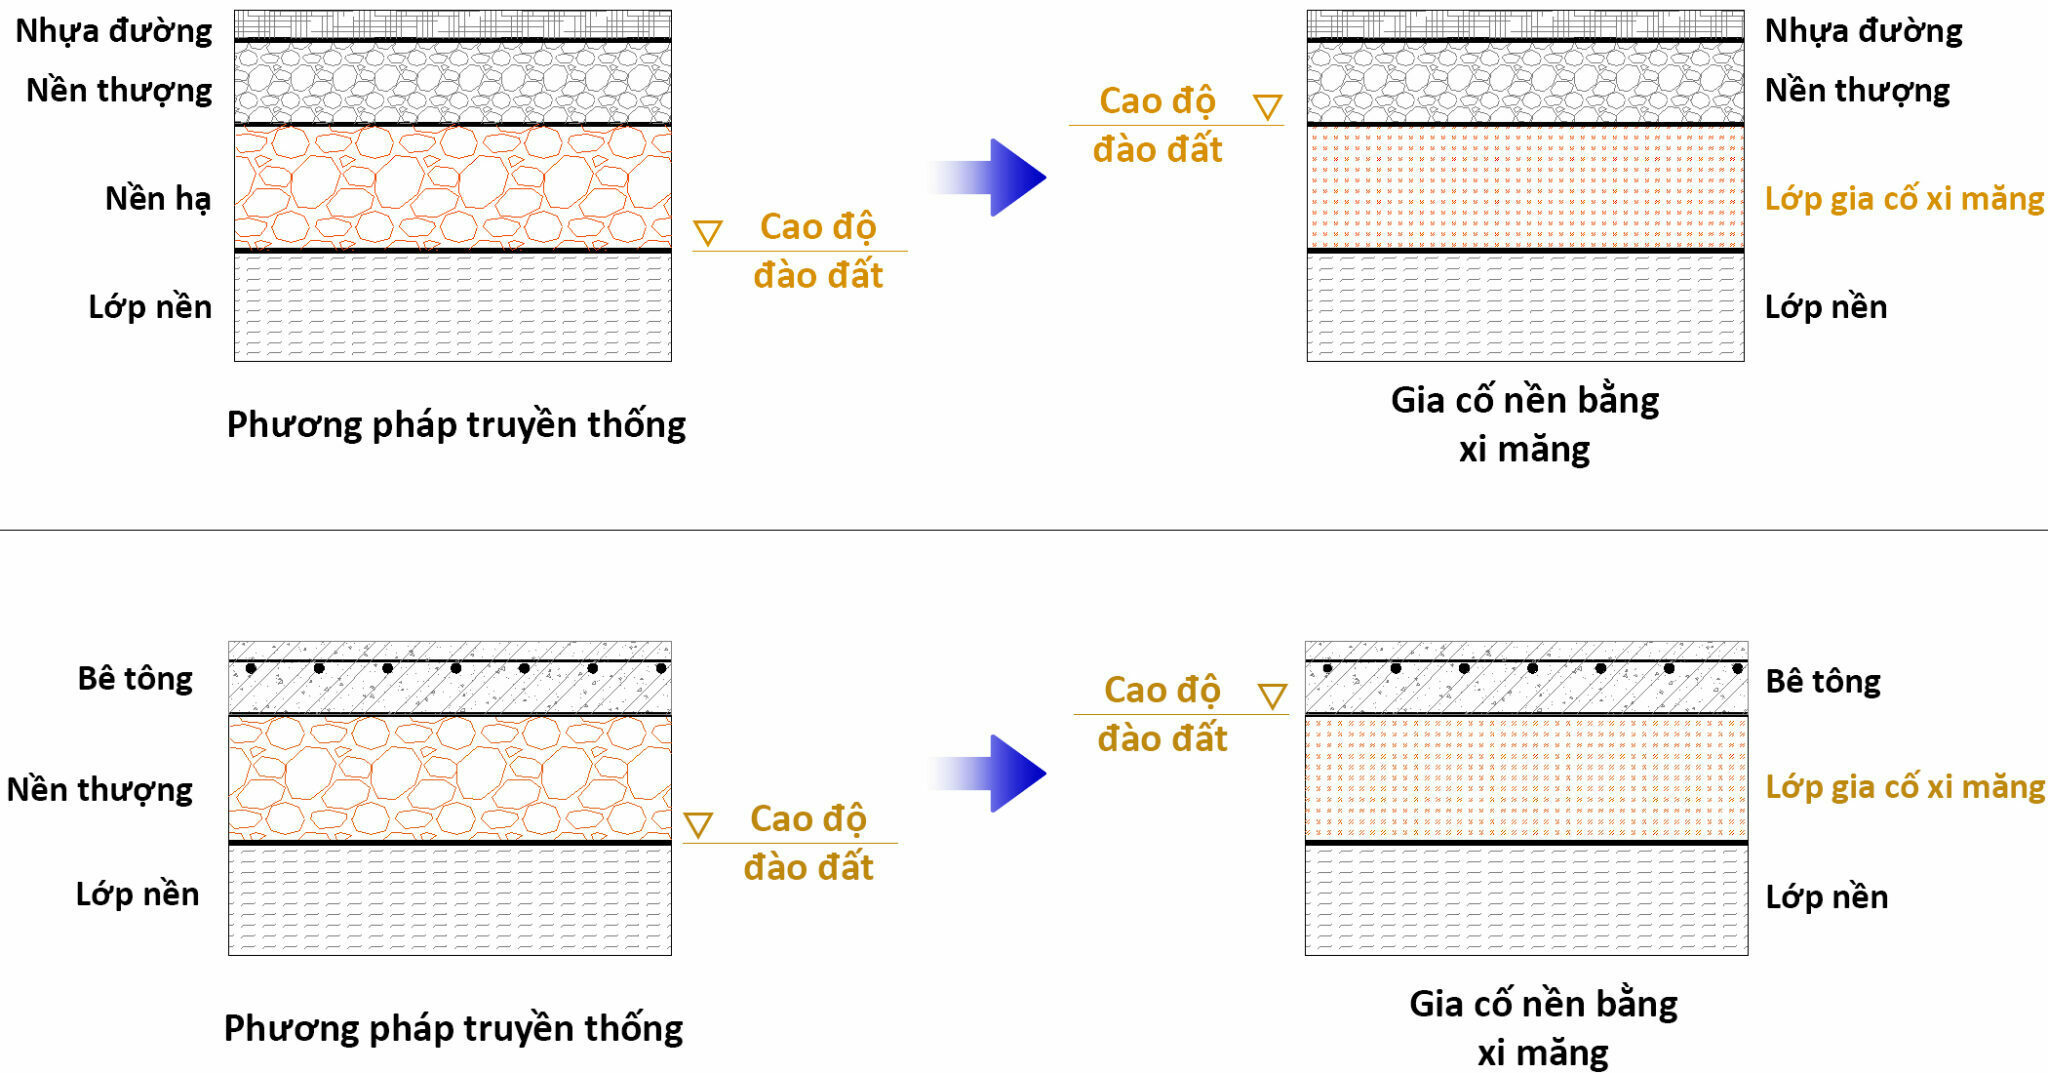 Nhựa đường
Nền thượng
Nền hạ
Lớp nền
Cao độ
đào đất
Phương pháp truyền thống
Cao độ
đào đất
Nhựa đường
Nền thượng
Lớp gia cố xi măng
Lớp nền
Gia cố nền bằng
xi măng
Bê tông
Nền thượng
Lớp nền
Cao độ
đào đất
Phương pháp truyền thống
Cao độ
đào đất
Bê tông
Lớp gia cố xi măng
Lớp nền
Gia cố nền bằng
xi măng